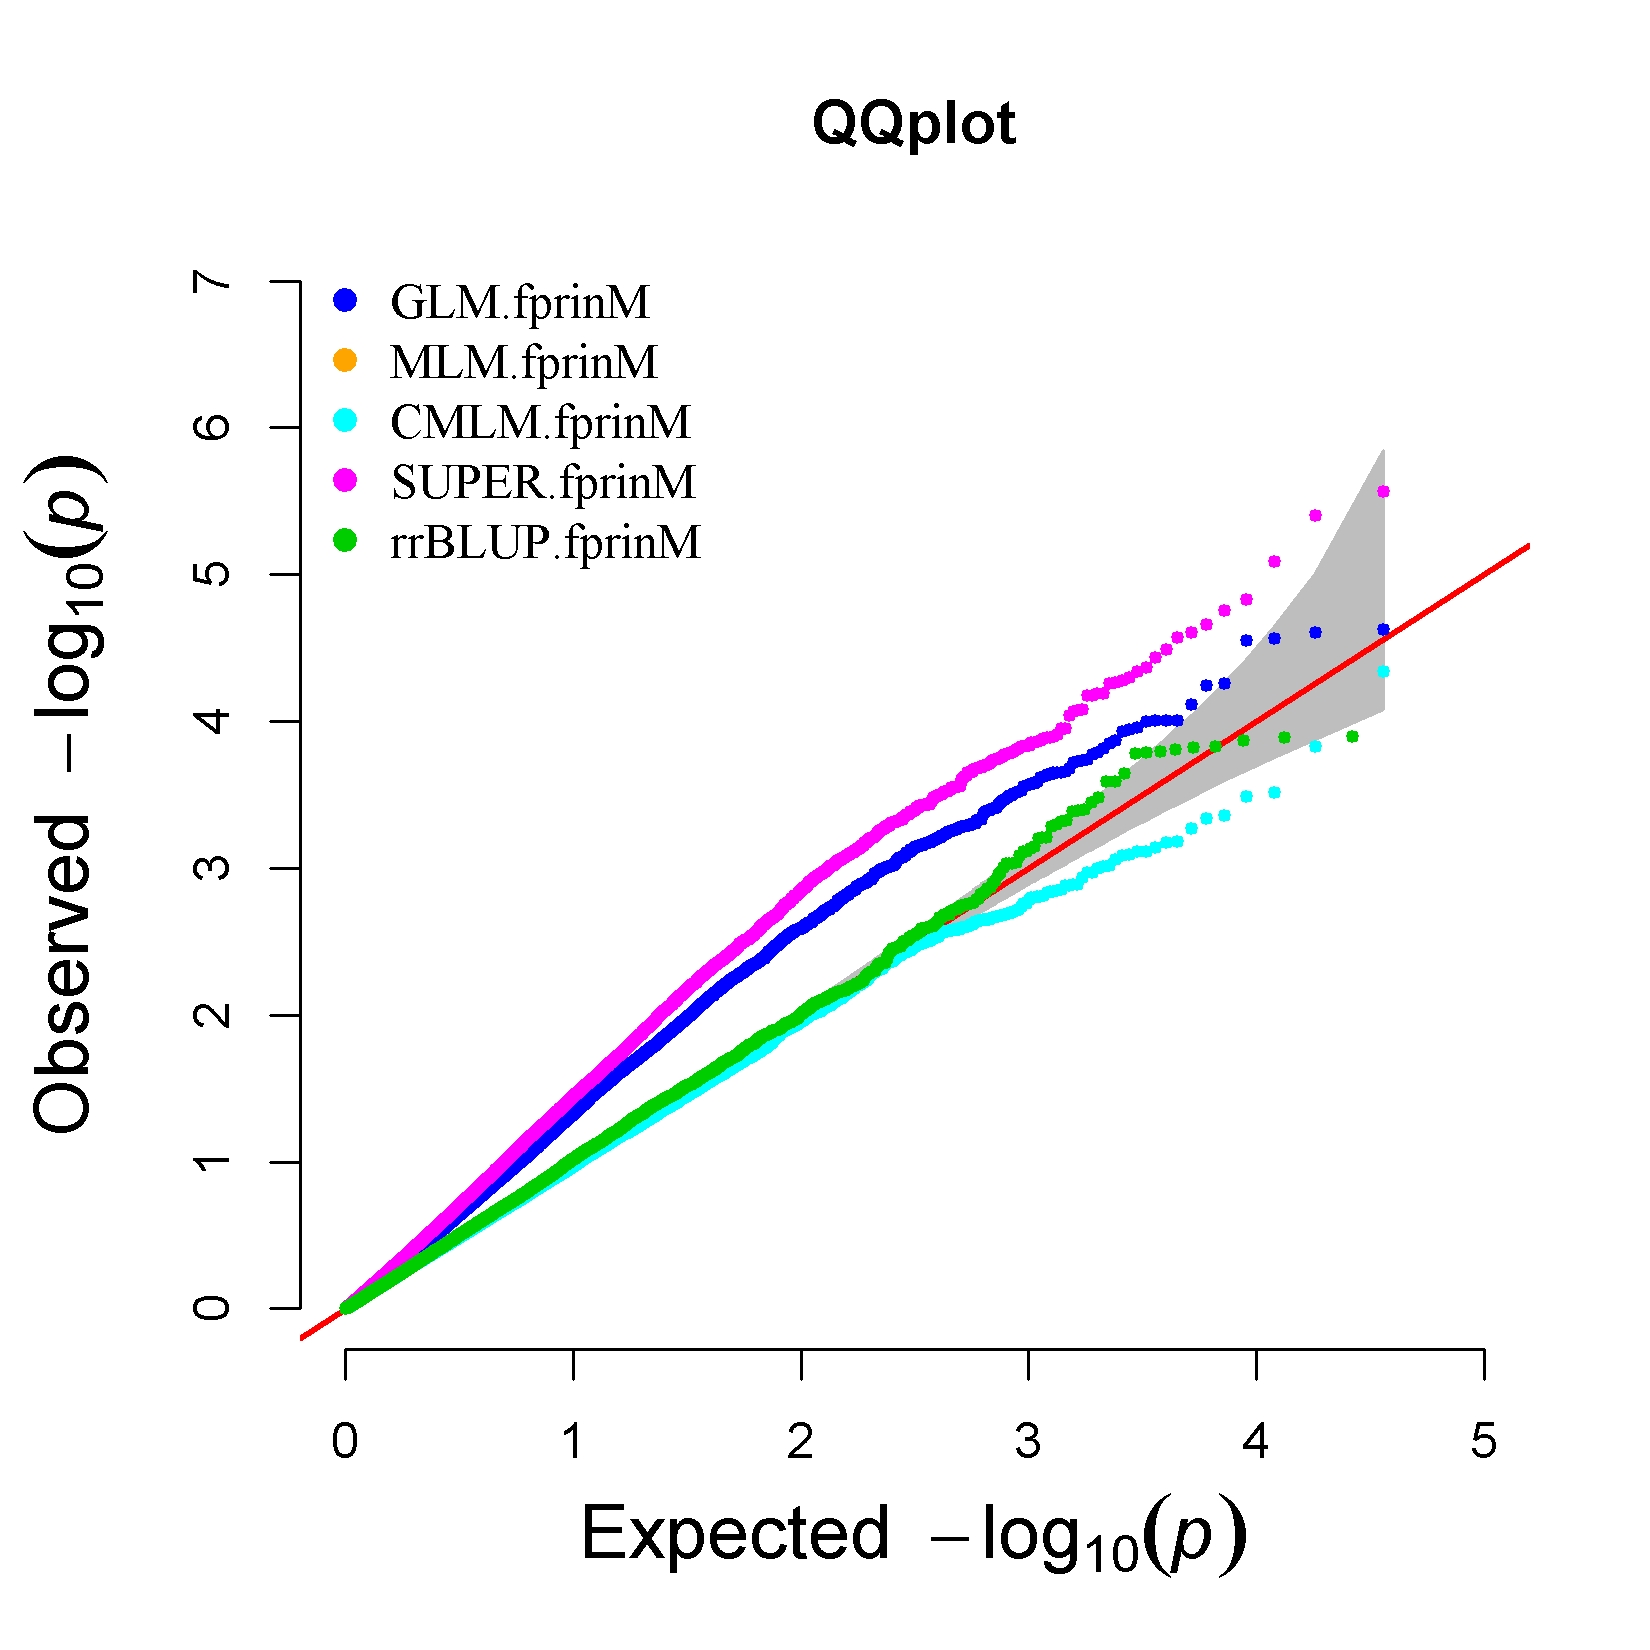 QQplot
7
6
5
4
3
2
1
0
Observed −log10(p)
GLM.fprinM
MLM.fprinM
CMLM.fprinM
SUPER.fprinM
rrBLUP.fprinM
0 1 2 3 4 5
Expected −log10(p)